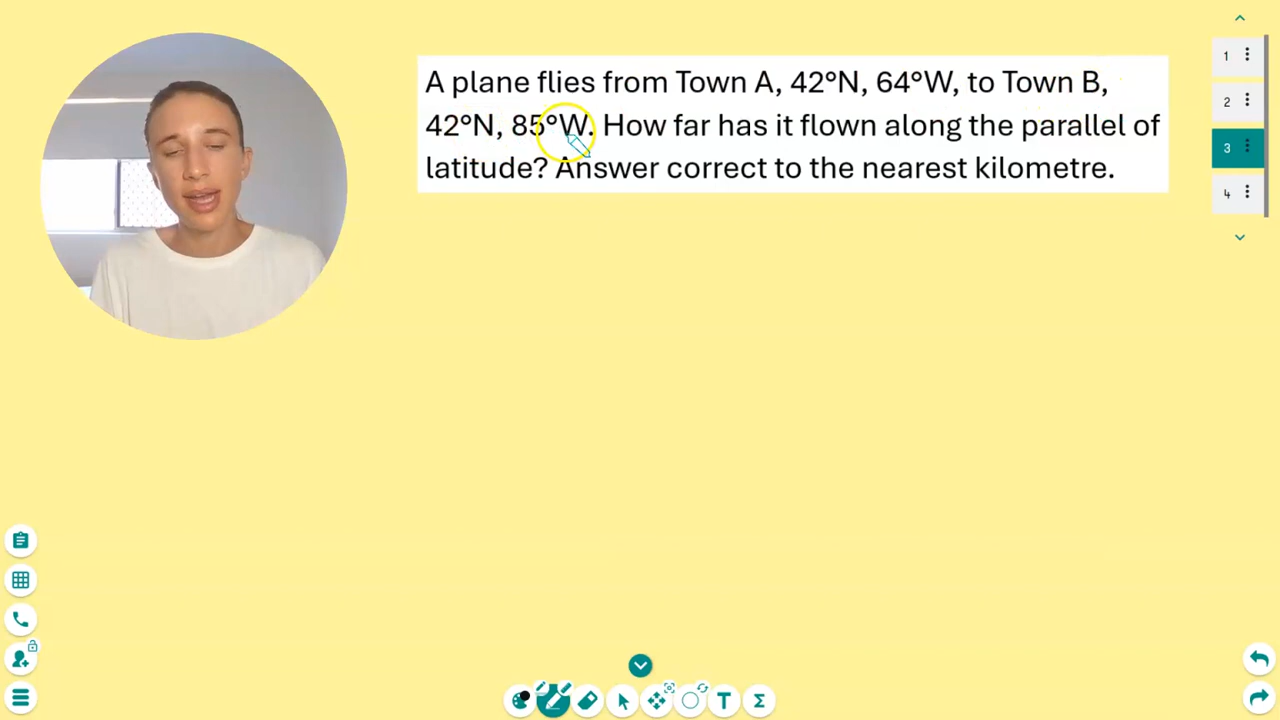 A plane flies from Town A, 42°N, 64°W, to Town B,
42°N, 85°W. How far has it flown along the parallel of
latitude? Answer correct to the nearest kilometre.
1
2
3
4
T
Σ